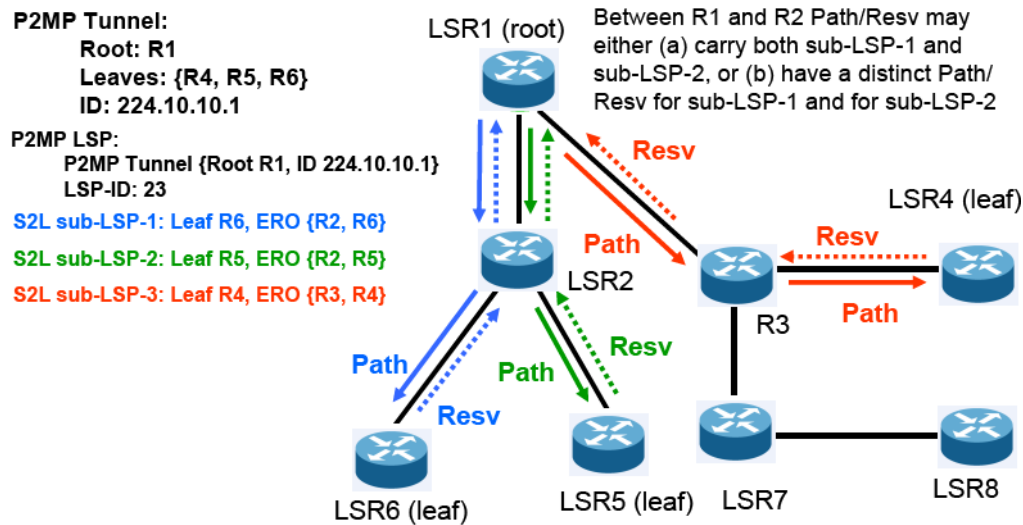 P2MP Tunnel:
Root: R1
Leaves: {R4, R5, R6}
ID: 224.10.10.1
P2MP LSP:
P2MP Tunnel {Root R1, ID 224.10.10.1}
LSP-ID: 23
S2L sub-LSP-1: Leaf R6, ERO {R2, R6}
S2L sub-LSP-2: Leaf R5, ERO {R2, R5}
S2L sub-LSP-3: Leaf R4, ERO {R3, R4}
LSR1 (root)
Between R1 and R2 Path/Resv may
either (a) carry both sub-LSP-1 and
sub-LSP-2, or (b) have a distinct Path/
Resv for sub-LSP-1 and for sub-LSP-2
Resv
Path
LSR4 (leaf)
Resv
Path
LSR2
R3
Path
Resv
Path
Resv
LSR6 (leaf)
LSR5 (leaf)
LSR7
LSR8